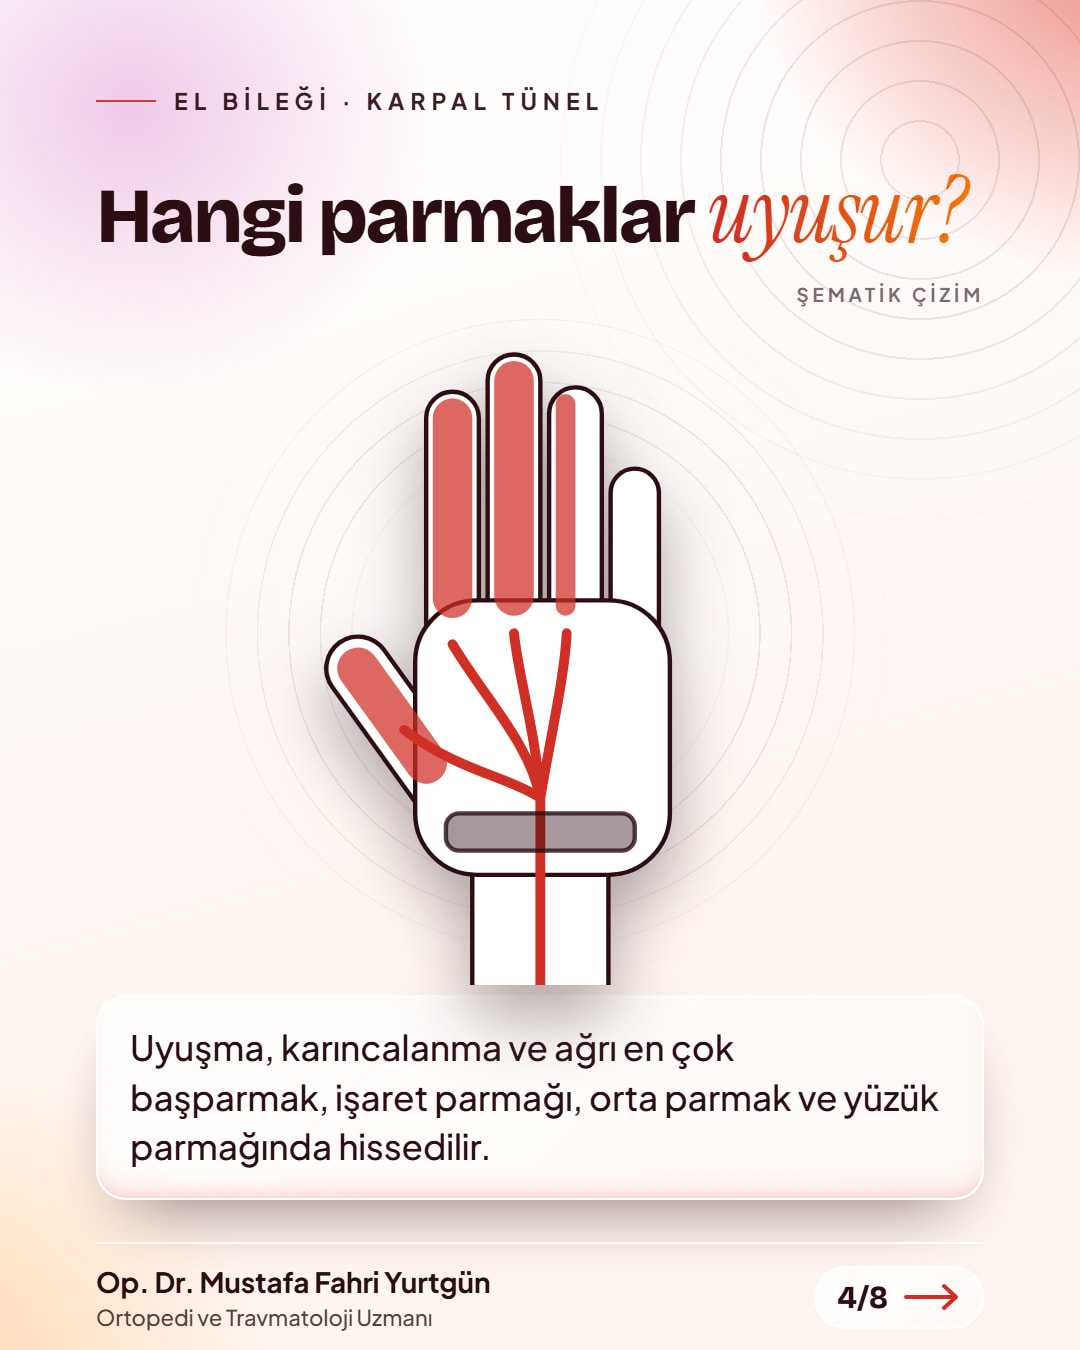 EL BİLEĞİ · KARPAL TÜNEL
Hangi parmaklar uyuşur?
ŞEMATİK ÇİZİM
Uyuşma, karıncalanma ve ağrı en çok
başparmak, işaret parmağı, orta parmak ve yüzük
parmağında hissedilir.
Op. Dr. Mustafa Fahri Yurtgün
Ortopedi ve Travmatoloji Uzmanı
4/8